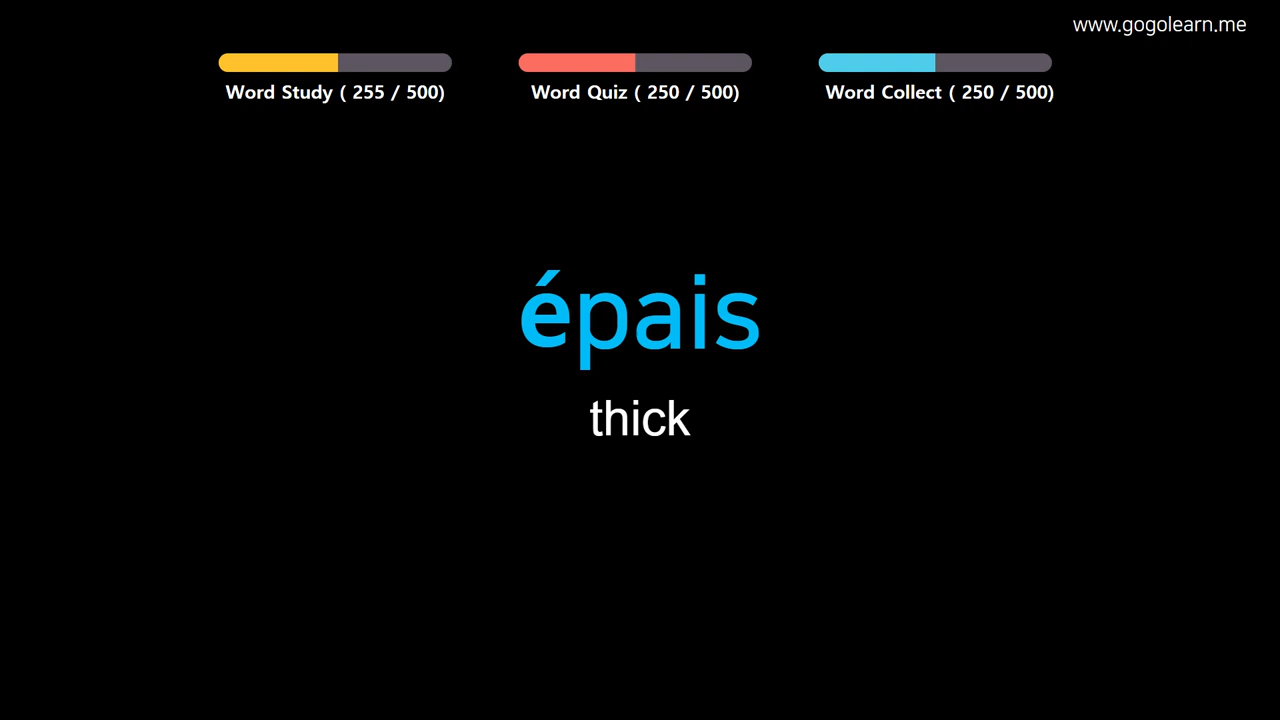 www.gogolearn.me
Word Study ( 255 / 500)
Word Quiz ( 250 / 500)
Word Collect ( 250 / 500)
épais
thick